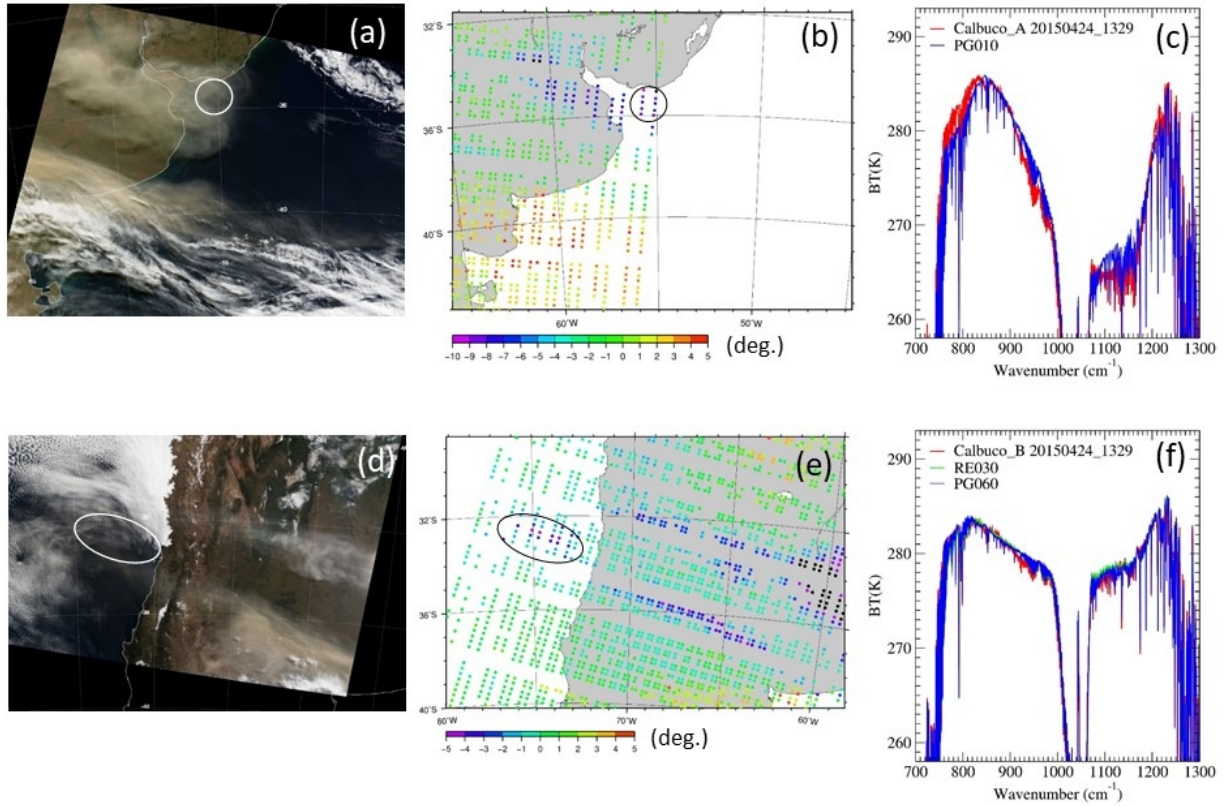 (a)
-36
-40
-55
(b)
32°S
36°S
40°S
60°W
50°W
-10 -9 -8 -7 -6 -5 -4 -3 -2 -1 0 1 2 3 4 5
(deg.)
(c)
Calbuco_A 20150424_1329
PG010
290
280
270
260
BT(K)
700 800 900 1000 1100 1200 1300
Wavenumber (cm-1)
(d)
(e)
32°S
36°S
40°S
80°W
70°W
60°W
-5 -4 -3 -2 -1 0 1 2 3 4 5
(deg.)
(f)
Calbuco_B 20150424_1329
RE030
PG060
290
280
270
260
BT(K)
700 800 900 1000 1100 1200 1300
Wavenumber (cm-1)